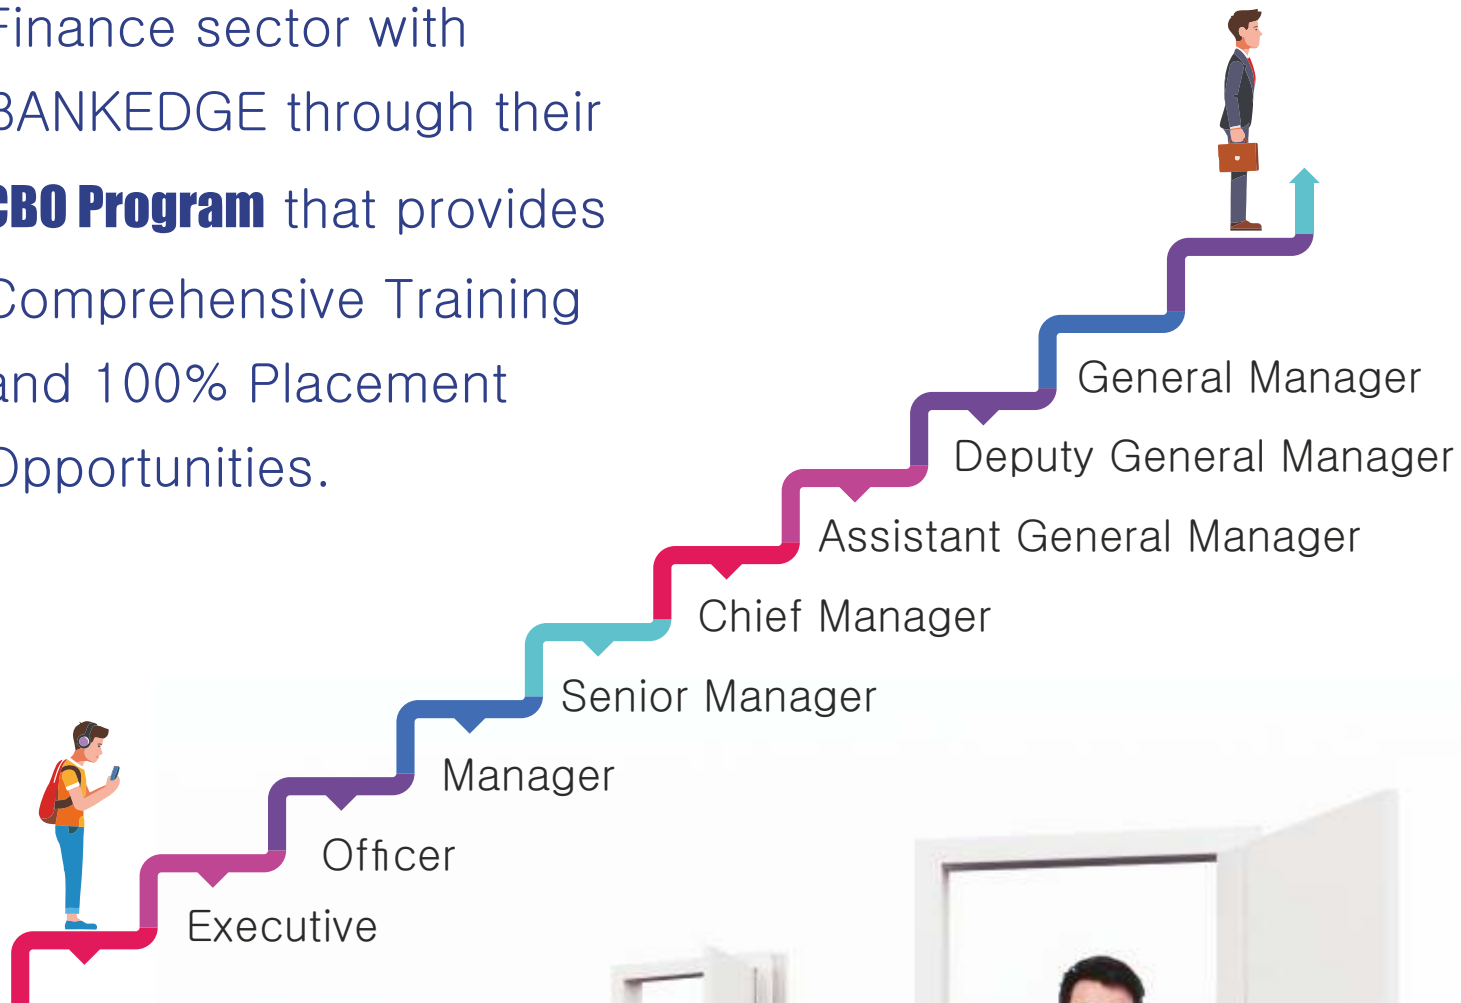 Finance sector with
BANKEDGE through their
CBO Program that provides
Comprehensive Training
and 100% Placement
Opportunities.
General Manager
Deputy General Manager
Assistant General Manager
Chief Manager
Senior Manager
Manager
Officer
Executive